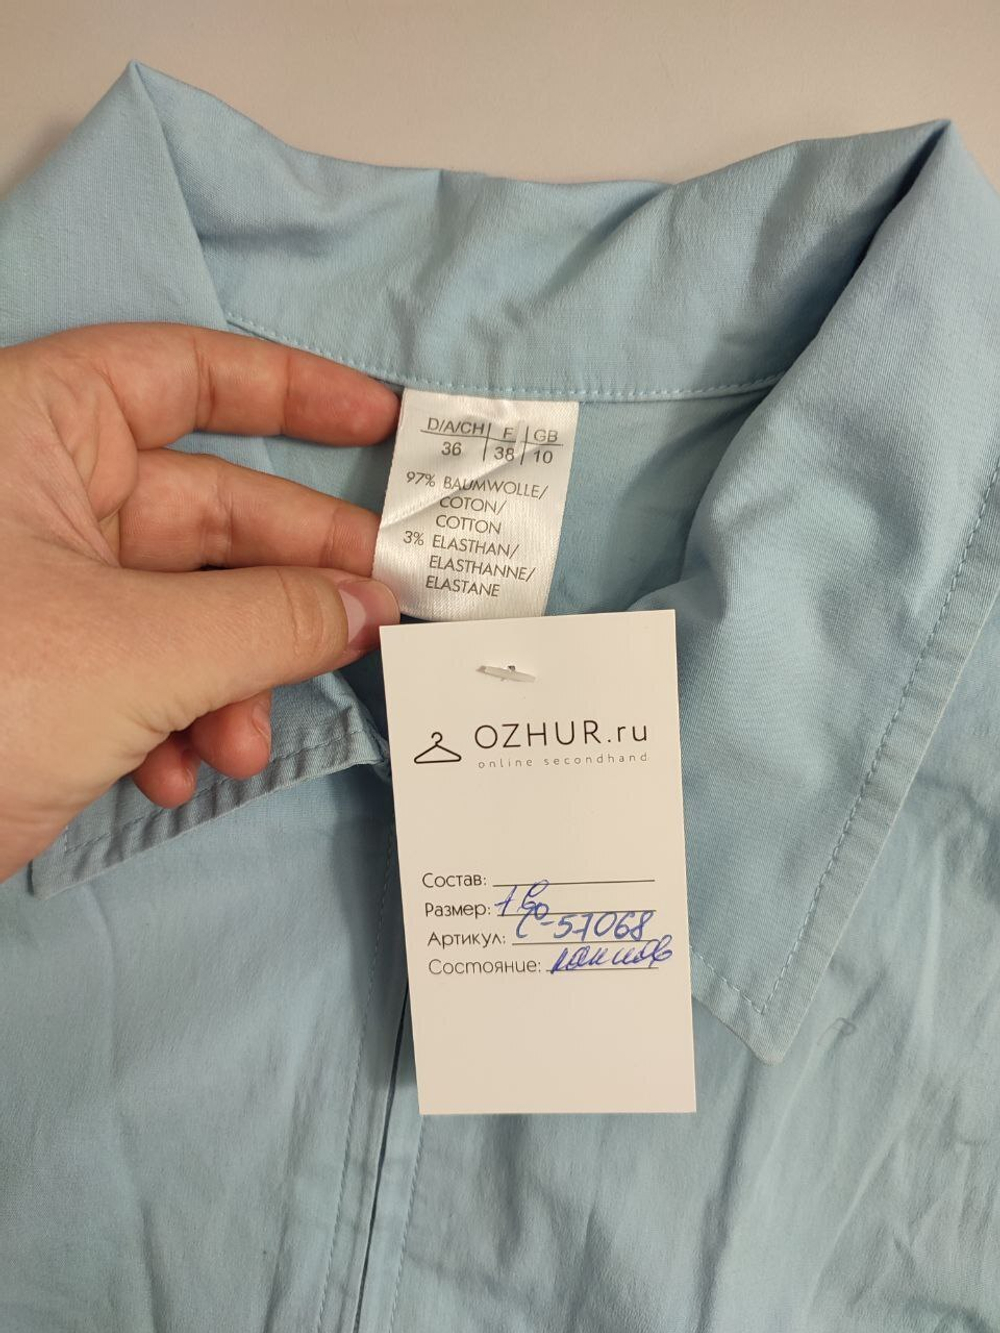 D/A/CH F GB
36 38 10
97% BAUMWOLLE/
COTON/
COTTON
3% ELASTHAN/
ELASTHANNE/
ELASTANE
OZHUR.ru
online secondhand
Состав:
Размер:
Артикул: C-57068
Состояние: